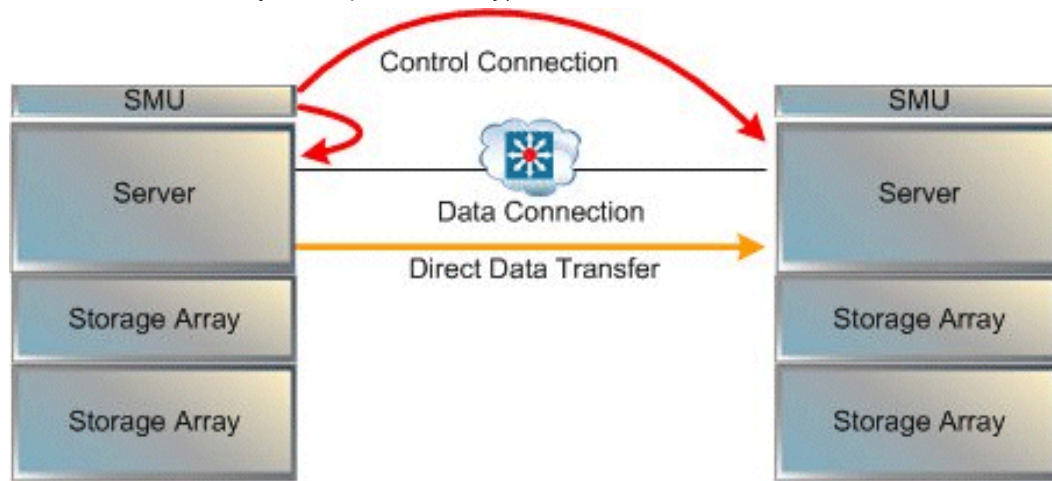 Control Connection
SMU
SMU
Server
Server
Data Connection
Direct Data Transfer
Storage Array
Storage Array
Storage Array
Storage Array